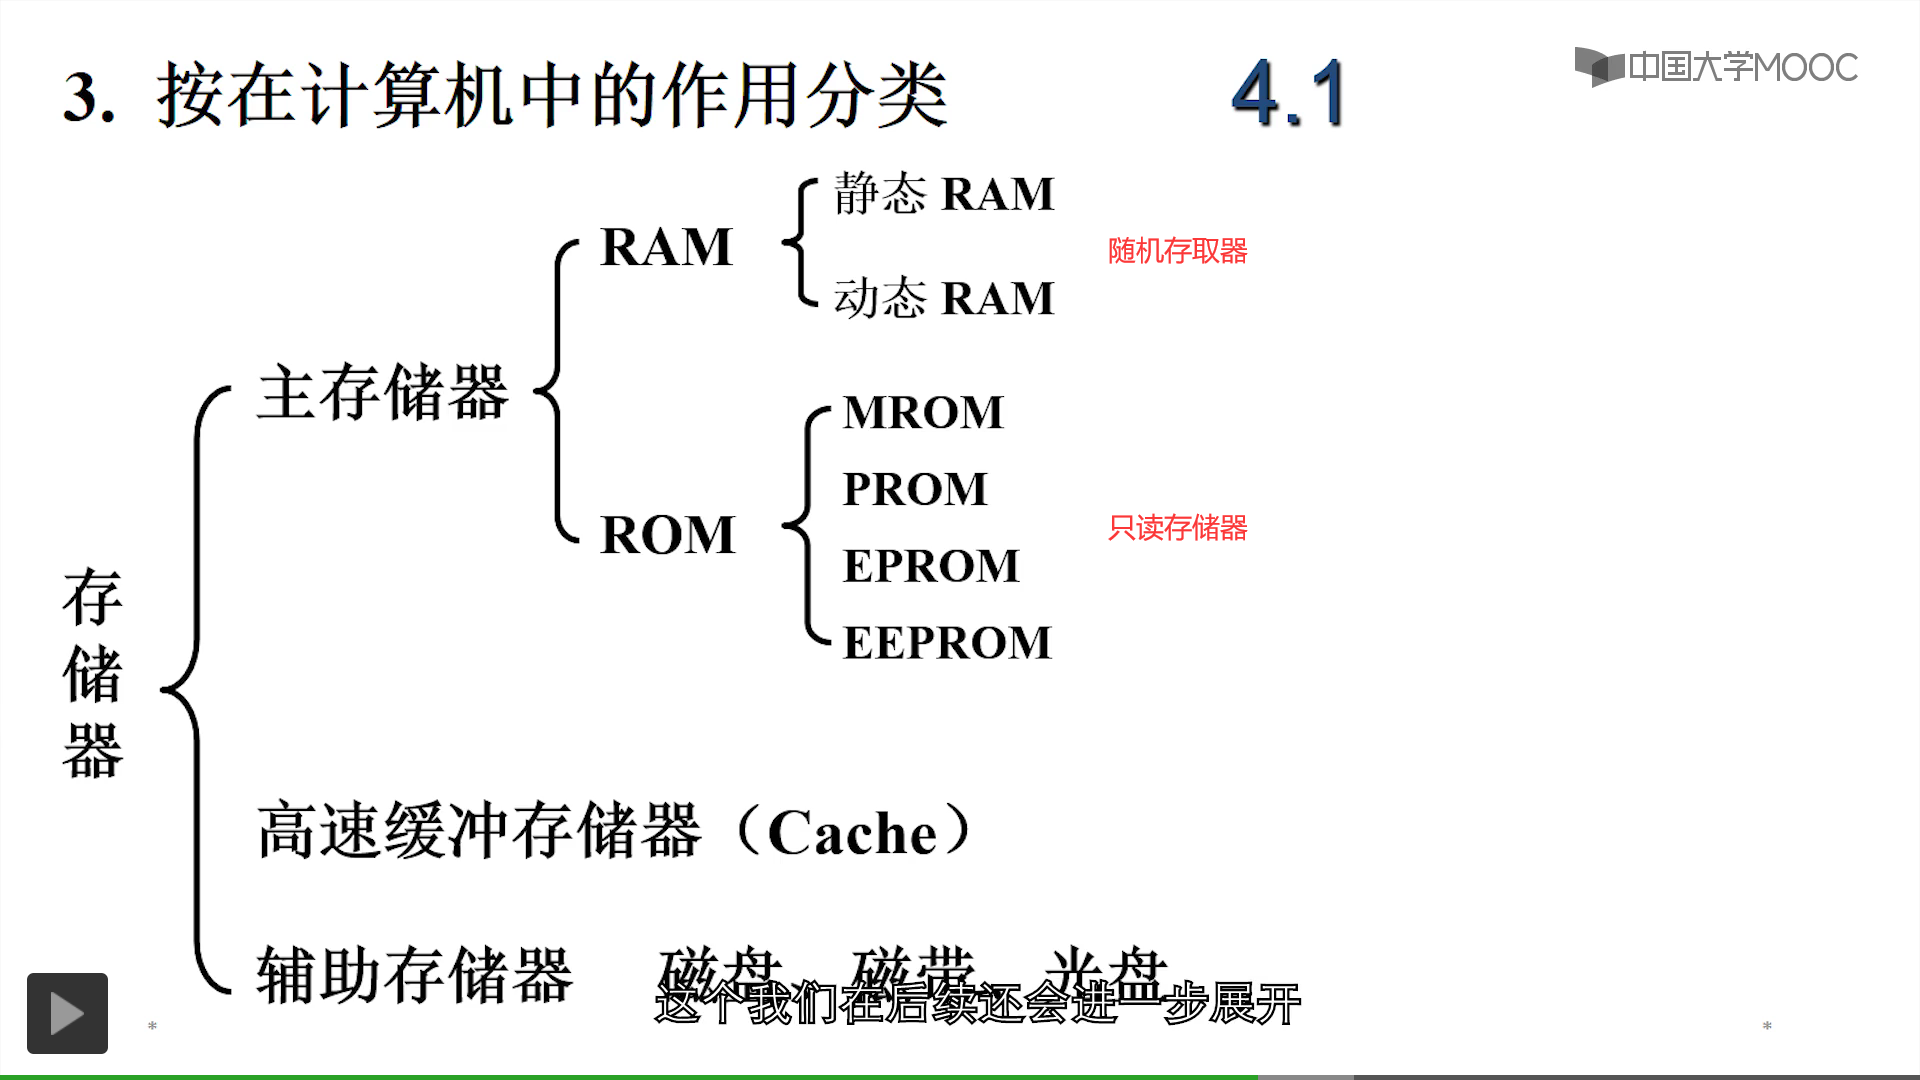 3. 按在计算机中的作用分类
4.1
中国大学MOOC
静态 RAM
RAM
随机存取器
动态 RAM
主存储器
MROM
PROM
ROM
只读存储器
EPROM
EEPROM
存储器
高速缓冲存储器（Cache）
辅助存储器 磁盘、磁带、光盘
这个我们在后续还会进一步展开
*
*